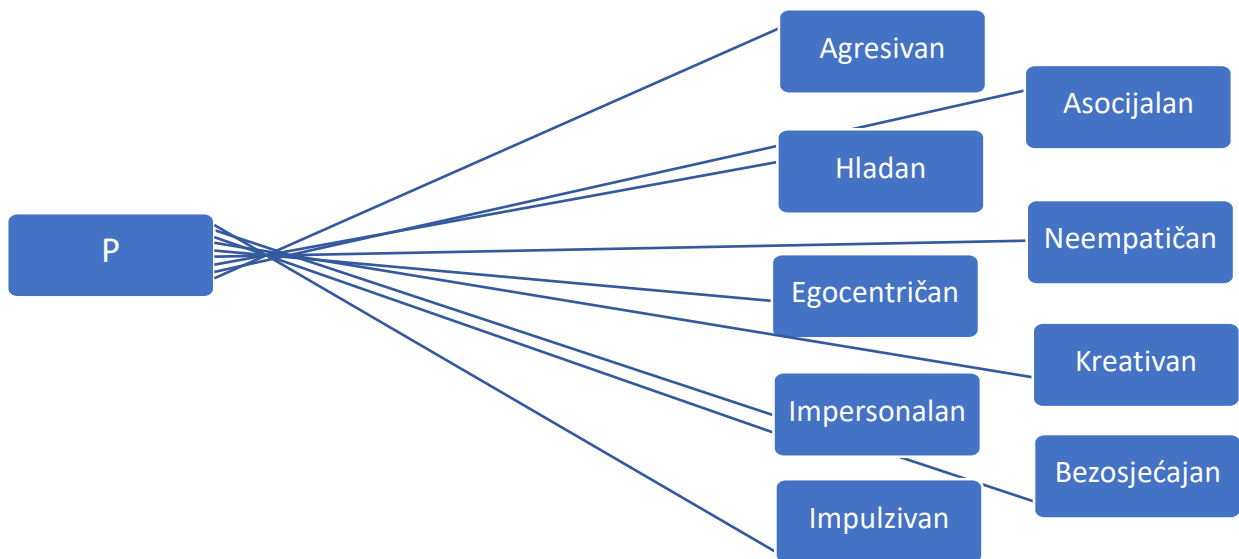 P
Agresivan
Asocijalan
Hladan
Neempatičan
Egocentričan
Kreativan
Impersonalan
Bezosjećajan
Impulzivan